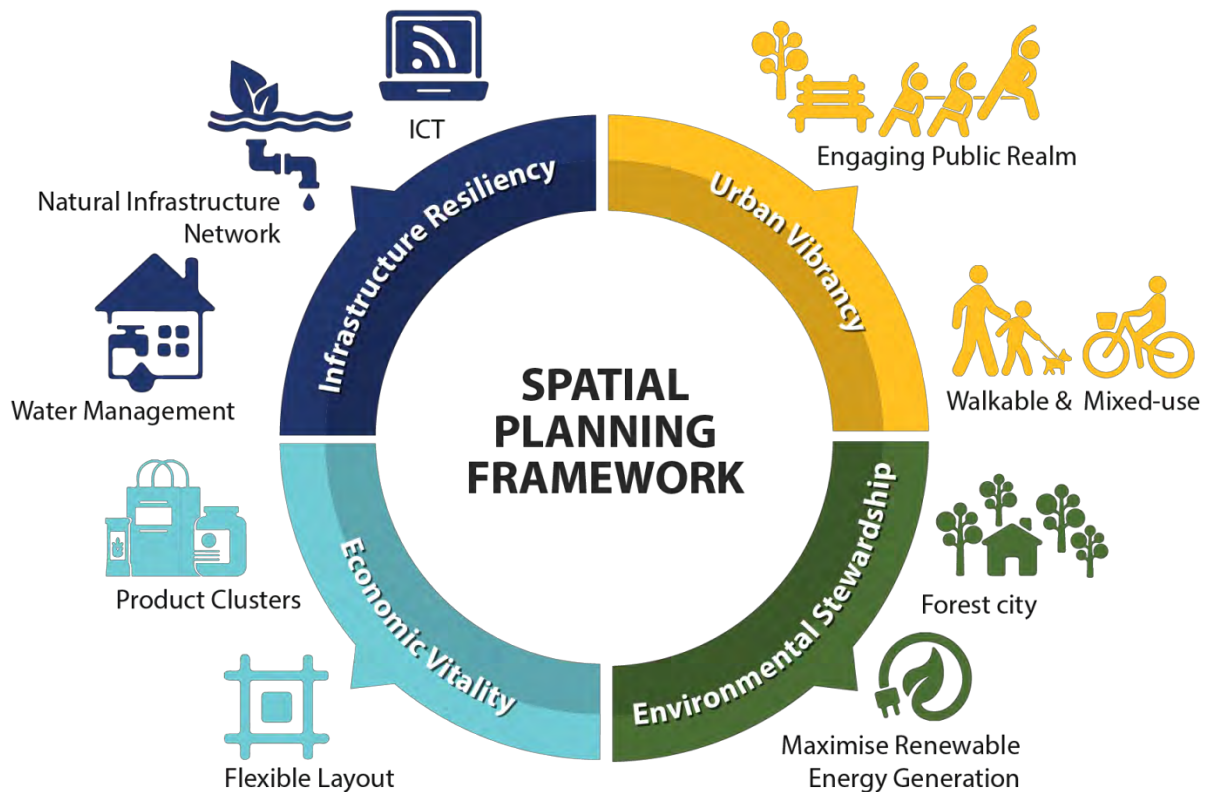 ICT
Natural Infrastructure
Network
Water Management
Infrastructure Resiliency
Urban Vibrancy
Engaging Public Realm
Walkable & Mixed-use
SPATIAL
PLANNING
FRAMEWORK
Product Clusters
Flexible Layout
Economic Vitality
Environmental Stewardship
Forest city
Maximise Renewable
Energy Generation